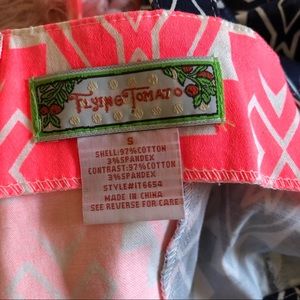 FLYING TOMATO
S
SHELL:97%COTTON
3%SPANDEX
CONTRAST:97%COTTON
3%SPANDEX
STYLE#IT6654
MADE IN CHINA
SEE REVERSE FOR CARE